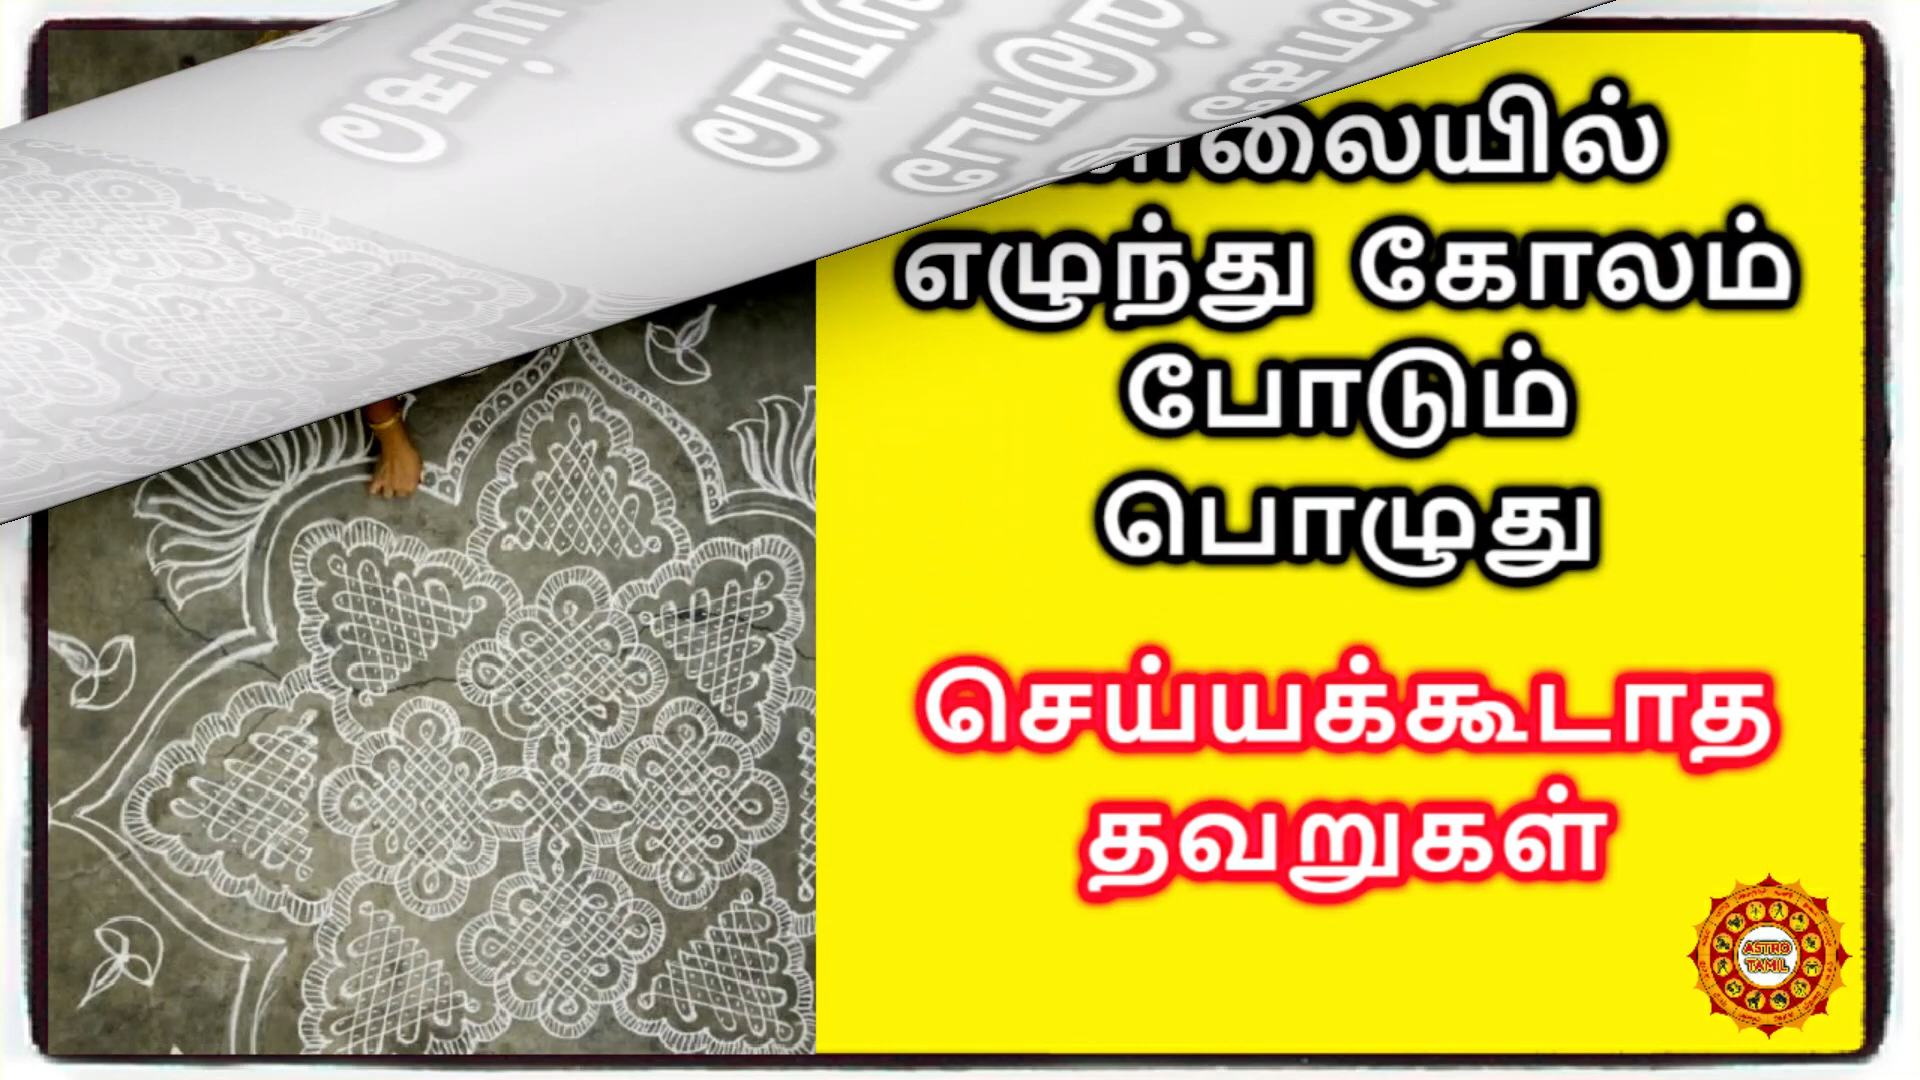 எழுந்து கோலம்
போடும்
பொழுது
செய்யக்கூடாத
தவறுகள்
ASTRO
TAMIL